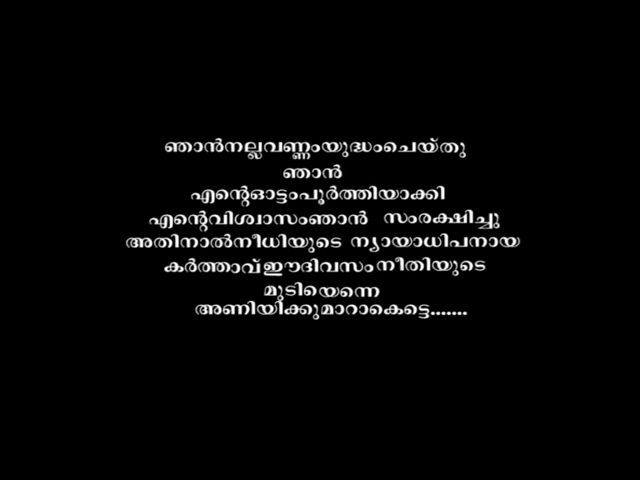 ഞാൻനല്ലവണ്ണംയുദ്ധംചെയ്തു
ഞാൻ
എന്റെഓട്ടംപൂർത്തിയാക്കി
എന്റെവിശ്വാസംഞാൻ സംരക്ഷിച്ചു
അതിനാൽനീധിയുടെ ന്യായാധിപനായ
കർത്താവ്ഈദിവസം നീതിയുടെ
മുടിയെന്നെ
അണിയിക്കുമാറാകെട്ടെ.......